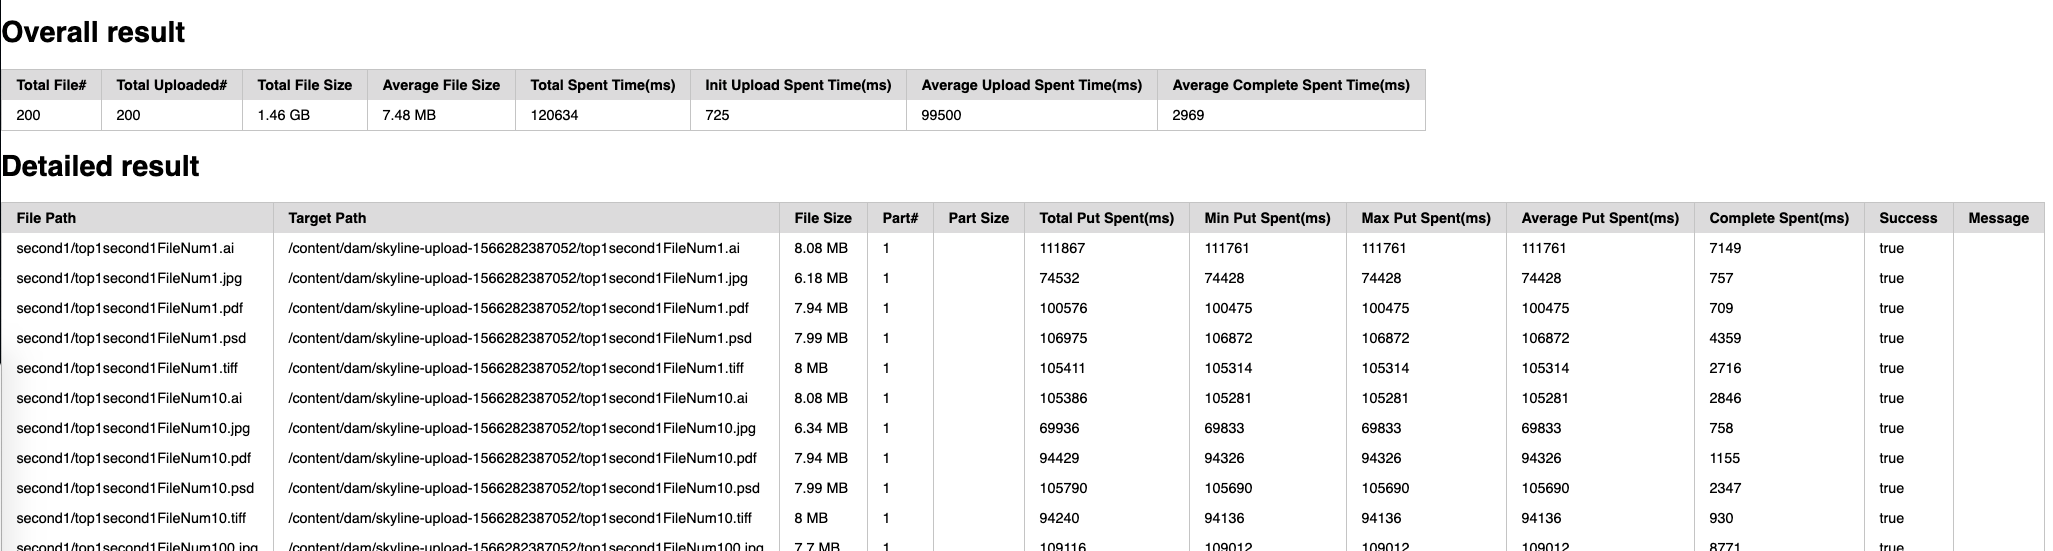 Overall result
Total File# Total Uploaded# Total File Size Average File Size Total Spent Time(ms) Init Upload Spent Time(ms) Average Upload Spent Time(ms) Average Complete Spent Time(ms)
200 200 1.46 GB 7.48 MB 120634 725 99500 2969
Detailed result
File Path Target Path File Size Part# Part Size Total Put Spent(ms) Min Put Spent(ms) Max Put Spent(ms) Average Put Spent(ms) Complete Spent(ms) Success Message
second1/top1second1FileNum1.ai /content/dam/skyline-upload-1566282387052/top1second1FileNum1.ai 8.08 MB 1 111867 111761 111761 111761 7149 true
second1/top1second1FileNum1.jpg /content/dam/skyline-upload-1566282387052/top1second1FileNum1.jpg 6.18 MB 1 74532 74428 74428 74428 757 true
second1/top1second1FileNum1.pdf /content/dam/skyline-upload-1566282387052/top1second1FileNum1.pdf 7.94 MB 1 100576 100475 100475 100475 709 true
second1/top1second1FileNum1.psd /content/dam/skyline-upload-1566282387052/top1second1FileNum1.psd 7.99 MB 1 106975 106872 106872 106872 4359 true
second1/top1second1FileNum1.tiff /content/dam/skyline-upload-1566282387052/top1second1FileNum1.tiff 8 MB 1 105411 105314 105314 105314 2716 true
second1/top1second1FileNum10.ai /content/dam/skyline-upload-1566282387052/top1second1FileNum10.ai 8.08 MB 1 105386 105281 105281 105281 2846 true
second1/top1second1FileNum10.jpg /content/dam/skyline-upload-1566282387052/top1second1FileNum10.jpg 6.34 MB 1 69936 69833 69833 69833 758 true
second1/top1second1FileNum10.pdf /content/dam/skyline-upload-1566282387052/top1second1FileNum10.pdf 7.94 MB 1 94429 94326 94326 94326 1155 true
second1/top1second1FileNum10.psd /content/dam/skyline-upload-1566282387052/top1second1FileNum10.psd 7.99 MB 1 105790 105690 105690 105690 2347 true
second1/top1second1FileNum10.tiff /content/dam/skyline-upload-1566282387052/top1second1FileNum10.tiff 8 MB 1 94240 94136 94136 94136 930 true
second1/top1second1FileNum100.jpg /content/dam/skyline-upload-1566282387052/top1second1FileNum100.jpg 7.7 MB 1 109116 109012 109012 109012 8771 true